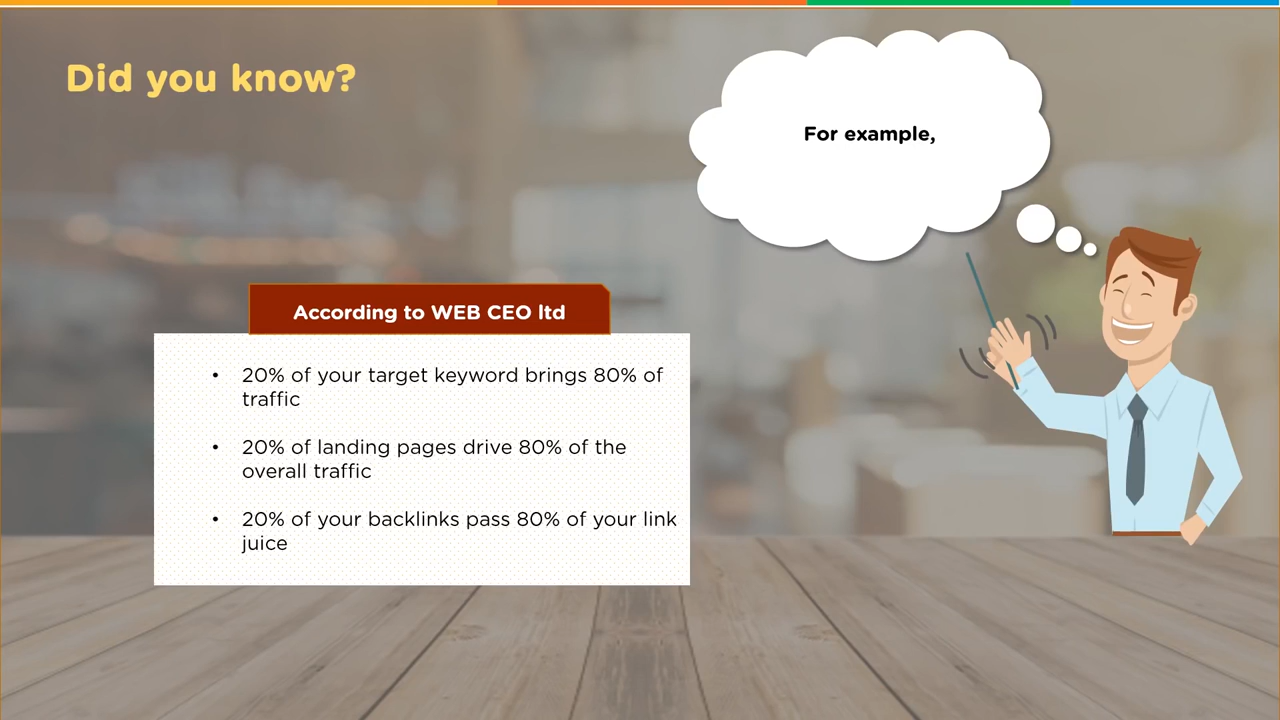 Did you know?
For example,
According to WEB CEO ltd
• 20% of your target keyword brings 80% of
traffic
• 20% of landing pages drive 80% of the
overall traffic
• 20% of your backlinks pass 80% of your link
juice